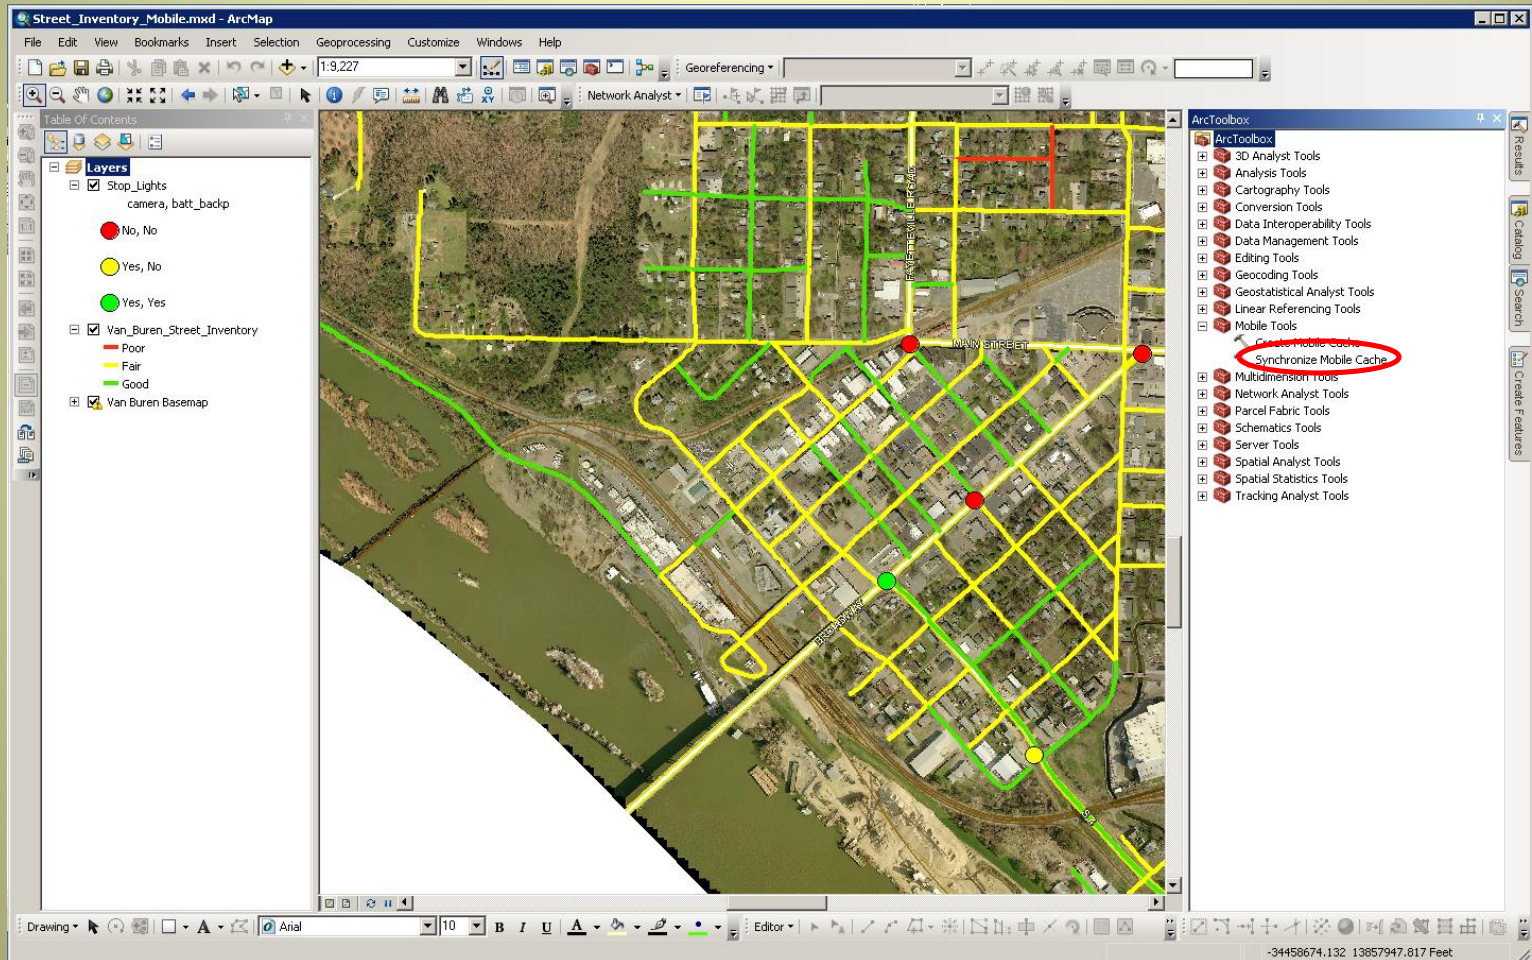 Street_Inventory_Mobile.mxd - ArcMap
File Edit View Bookmarks Insert Selection Geoprocessing Customize Windows Help
1:9,227
Georeferencing
Network Analyst
Table Of Contents
Layers
Stop_Lights
camera, batt_backp
No, No
Yes, No
Yes, Yes
Van_Buren_Street_Inventory
Poor
Fair
Good
Van Buren Basemap
FAYETTEVILLE ROAD
MAIN STREET
BROADWAY
ArcToolbox
ArcToolbox
3D Analyst Tools
Analysis Tools
Cartography Tools
Conversion Tools
Data Interoperability Tools
Data Management Tools
Editing Tools
Geocoding Tools
Geostatistical Analyst Tools
Linear Referencing Tools
Mobile Tools
Create Mobile Cache
Synchronize Mobile Cache
Multidimension Tools
Network Analyst Tools
Parcel Fabric Tools
Schematics Tools
Server Tools
Spatial Analyst Tools
Spatial Statistics Tools
Tracking Analyst Tools
Results
Catalog
Search
Create Features
Drawing
A
Arial
10
B I U A
Editor
-34458674.132 13857947.817 Feet